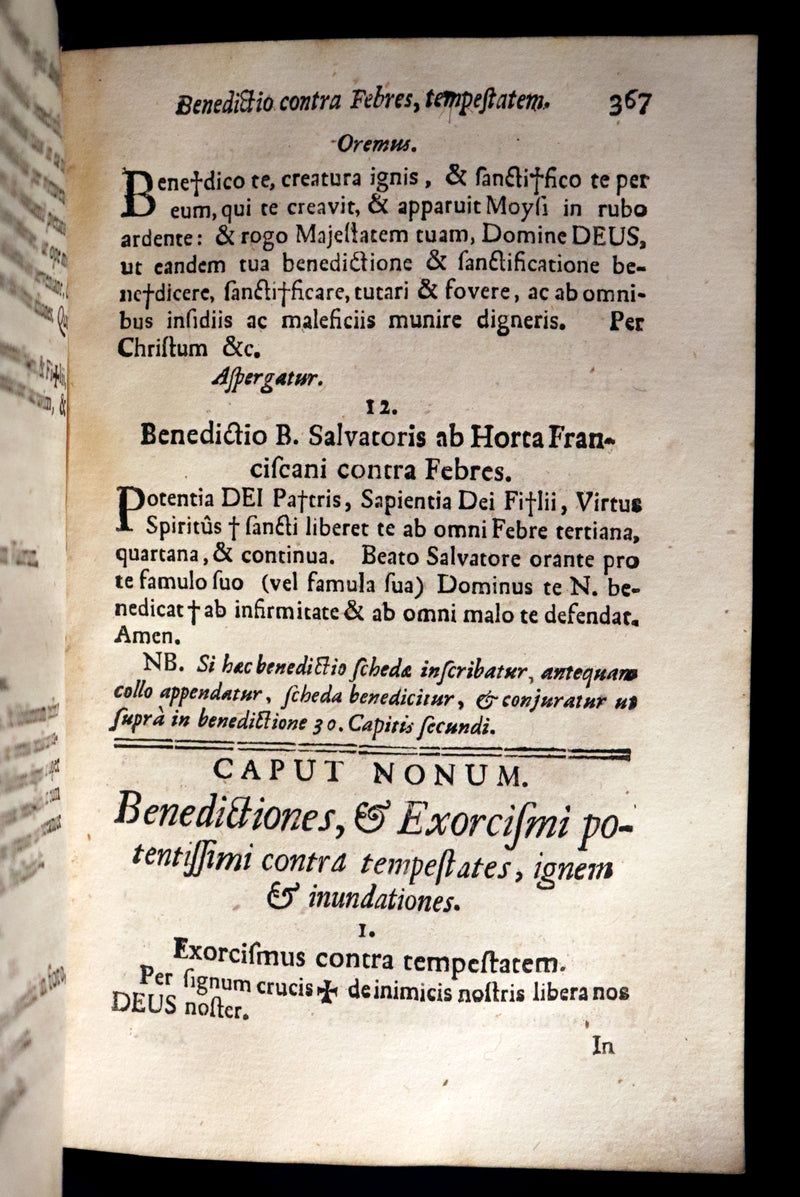 Benedictio contra Febres, tempeſtatem. 367
Oremus.
Bene†dico te, creatura ignis, & ſancti†fico te per
eum, qui te creavit, & apparuit Moyſi in rubo
ardente: & rogo Majeſtatem tuam, Domine DEUS,
ut eandem tua benedictione & ſanctificatione be-
ne†dicere, ſancti†ficare, tutari & fovere, ac ab omni-
bus inſidiis ac maleficiis munire digneris. Per
Chriſtum &c.
Aſpergatur.
12.
Benedictio B. Salvatoris ab Horta Fran-
ciſcani contra Febres.
Potentia DEI Pa†tris, Sapientia Dei Fi†lii, Virtus
Spiritûs † ſancti liberet te ab omni Febre tertiana,
quartana, & continua. Beato Salvatore orante pro
te famulo ſuo (vel famula ſua) Dominus te N. be-
nedicat † ab infirmitate & ab omni malo te defendat.
Amen.
NB. Si hæc benedictio ſchedæ inſcribatur, antequam
collo appendatur, ſcheda benedicitur, & conjuratur ut
ſuprà in benedictione 30. Capitis ſecundi.
CAPUT NONUM.
Benedictiones, & Exorciſmi po-
tentiſſimi contra tempeſtates, ignem
& inundationes.
1.
Exorciſmus contra tempeſtatem.
Per ſignum crucis ✠ de inimicis noſtris libera nos
DEUS noſter.
In